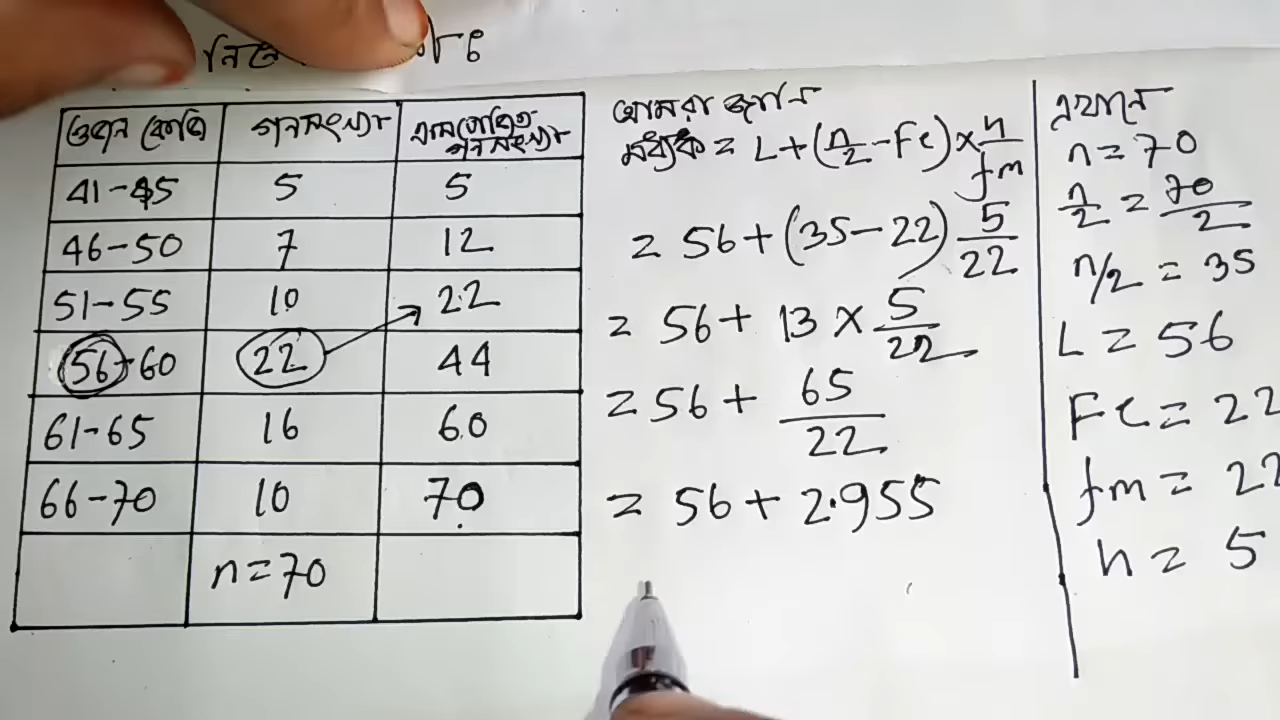 ওজন (কেজি) গনসংখ্যা ক্রমযোজিত গনসংখ্যা
41-45 5 5
46-50 7 12
51-55 10 22
56-60 22 44
61-65 16 60
66-70 10 70
n=70
আমরা জানি
মধ্যক = L+(n/2-Fc)×h/fm
= 56+(35-22) 5/22
= 56+ 13 × 5/22
= 56 + 65/22
= 56 + 2.955
এখানে
n=70
n/2 = 70/2
n/2 = 35
L = 56
Fc = 22
fm = 22
h = 5